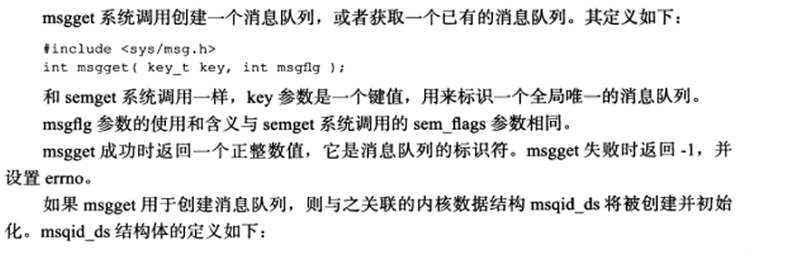 msgget 系统调用创建一个消息队列，或者获取一个已有的消息队列。其定义如下：
#include <sys/msg.h>
int msgget( key_t key, int msgflg );
和 semget 系统调用一样，key 参数是一个键值，用来标识一个全局唯一的消息队列。
msgflg 参数的使用和含义与 semget 系统调用的 sem_flags 参数相同。
msgget 成功时返回一个正整数值，它是消息队列的标识符。msgget 失败时返回 -1，并
设置 errno。
如果 msgget 用于创建消息队列，则与之关联的内核数据结构 msqid_ds 将被创建并初始
化。msqid_ds 结构体的定义如下：